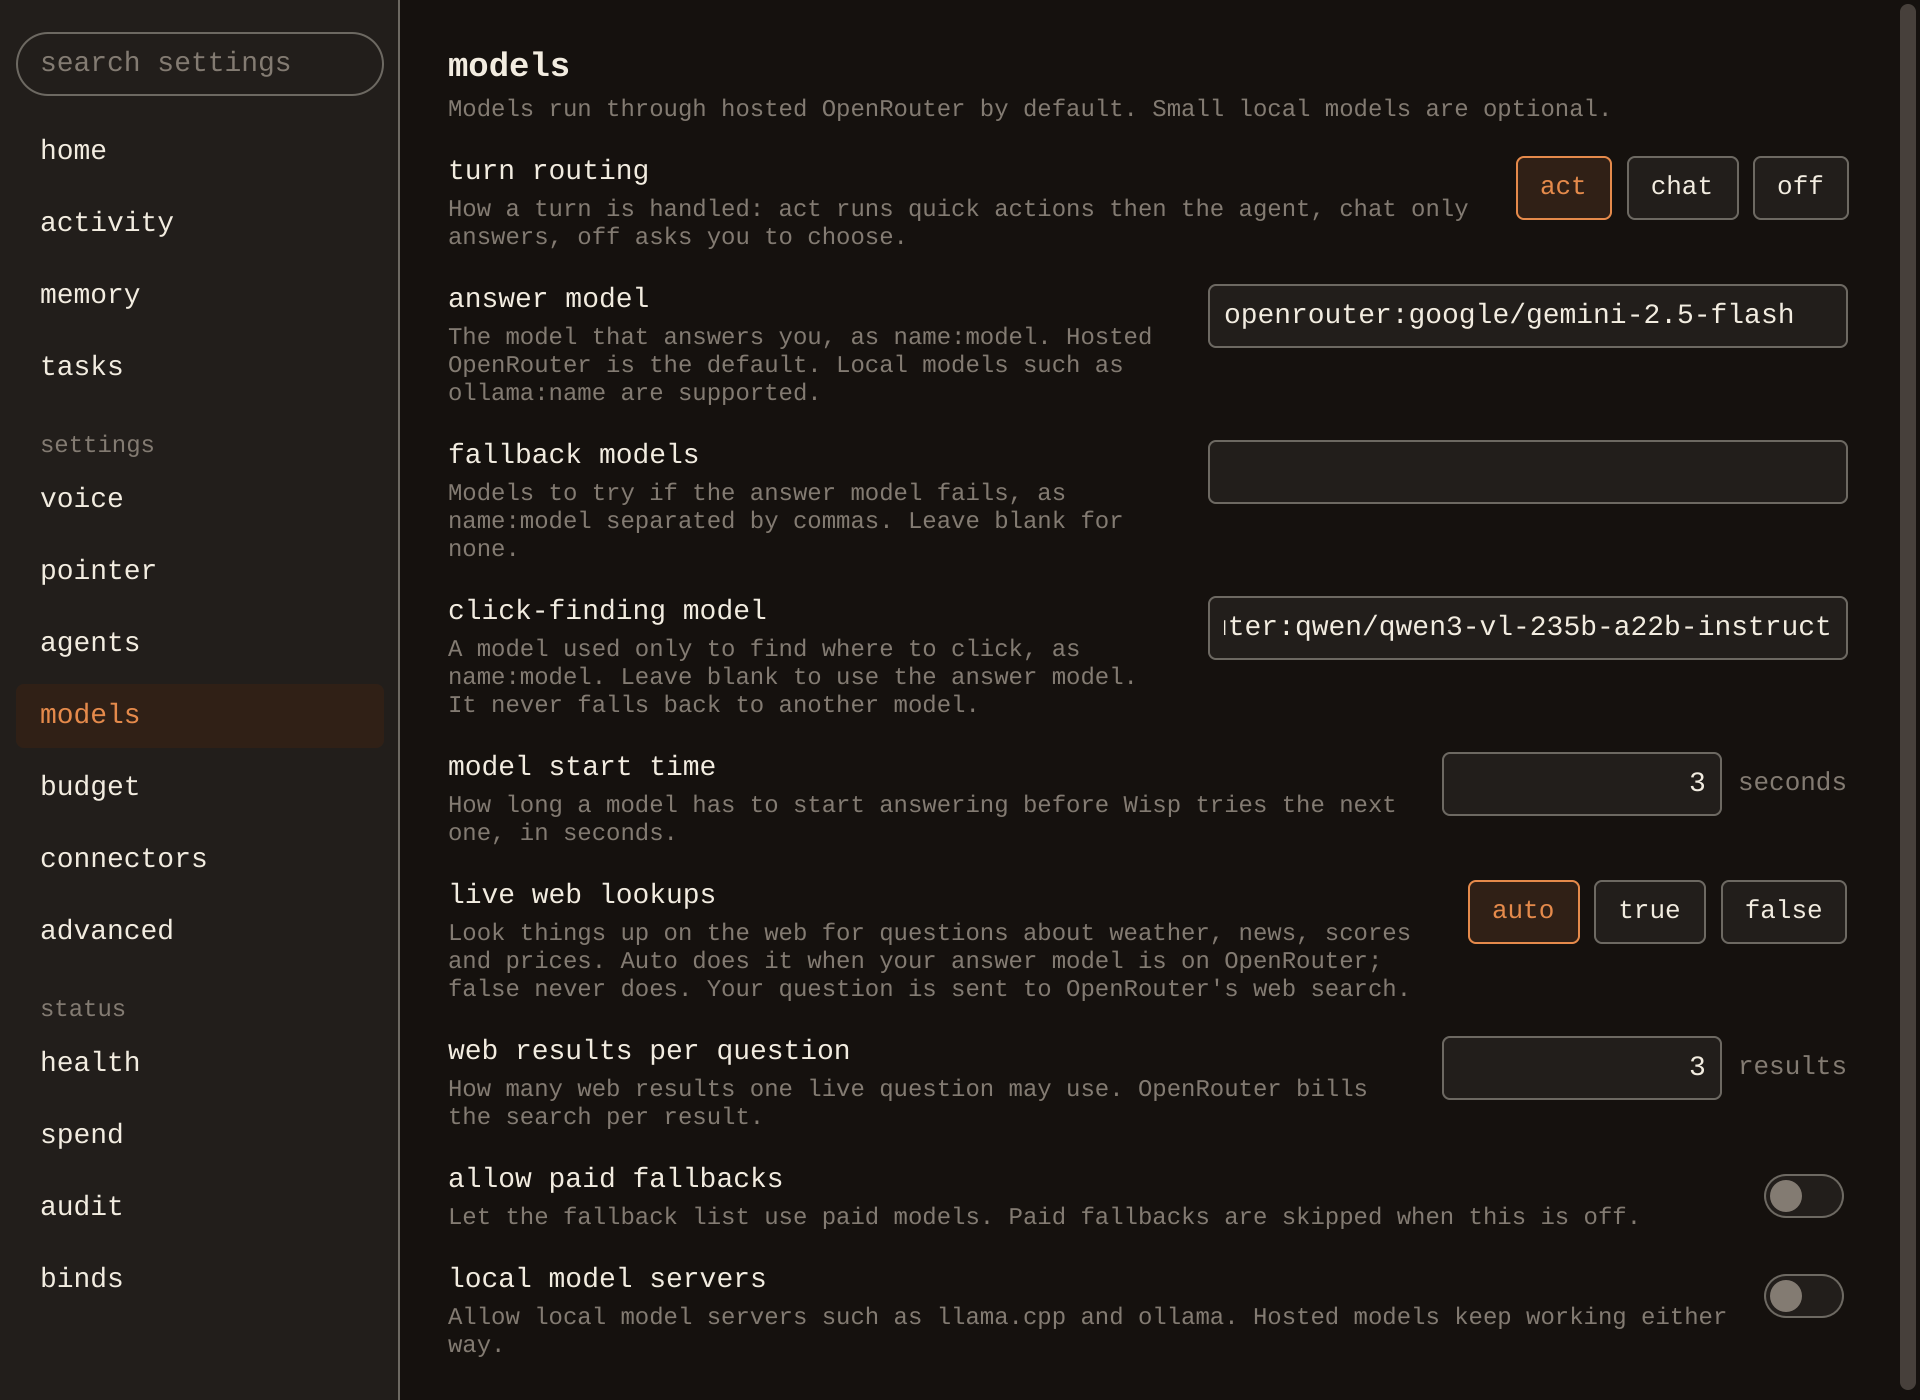 search settings
home
activity
memory
tasks
settings
voice
pointer
agents
models
budget
connectors
advanced
status
health
spend
audit
binds
models
Models run through hosted OpenRouter by default. Small local models are optional.
turn routing
How a turn is handled: act runs quick actions then the agent, chat only
answers, off asks you to choose.
act chat off
answer model
The model that answers you, as name:model. Hosted
OpenRouter is the default. Local models such as
ollama:name are supported.
openrouter:google/gemini-2.5-flash
fallback models
Models to try if the answer model fails, as
name:model separated by commas. Leave blank for
none.
click-finding model
A model used only to find where to click, as
name:model. Leave blank to use the answer model.
It never falls back to another model.
ter:qwen/qwen3-vl-235b-a22b-instruct
model start time
How long a model has to start answering before Wisp tries the next
one, in seconds.
3 seconds
live web lookups
Look things up on the web for questions about weather, news, scores
and prices. Auto does it when your answer model is on OpenRouter;
false never does. Your question is sent to OpenRouter's web search.
auto true false
web results per question
How many web results one live question may use. OpenRouter bills
the search per result.
3 results
allow paid fallbacks
Let the fallback list use paid models. Paid fallbacks are skipped when this is off.
local model servers
Allow local model servers such as llama.cpp and ollama. Hosted models keep working either
way.